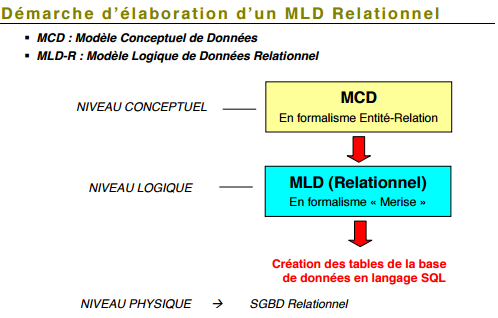 Démarche d'élaboration d'un MLD Relationnel
▪ MCD : Modèle Conceptuel de Données
▪ MLD-R : Modèle Logique de Données Relationnel
NIVEAU CONCEPTUEL
MCD
En formalisme Entité-Relation
NIVEAU LOGIQUE
MLD (Relationnel)
En formalisme « Merise »
Création des tables de la base
de données en langage SQL
NIVEAU PHYSIQUE → SGBD Relationnel